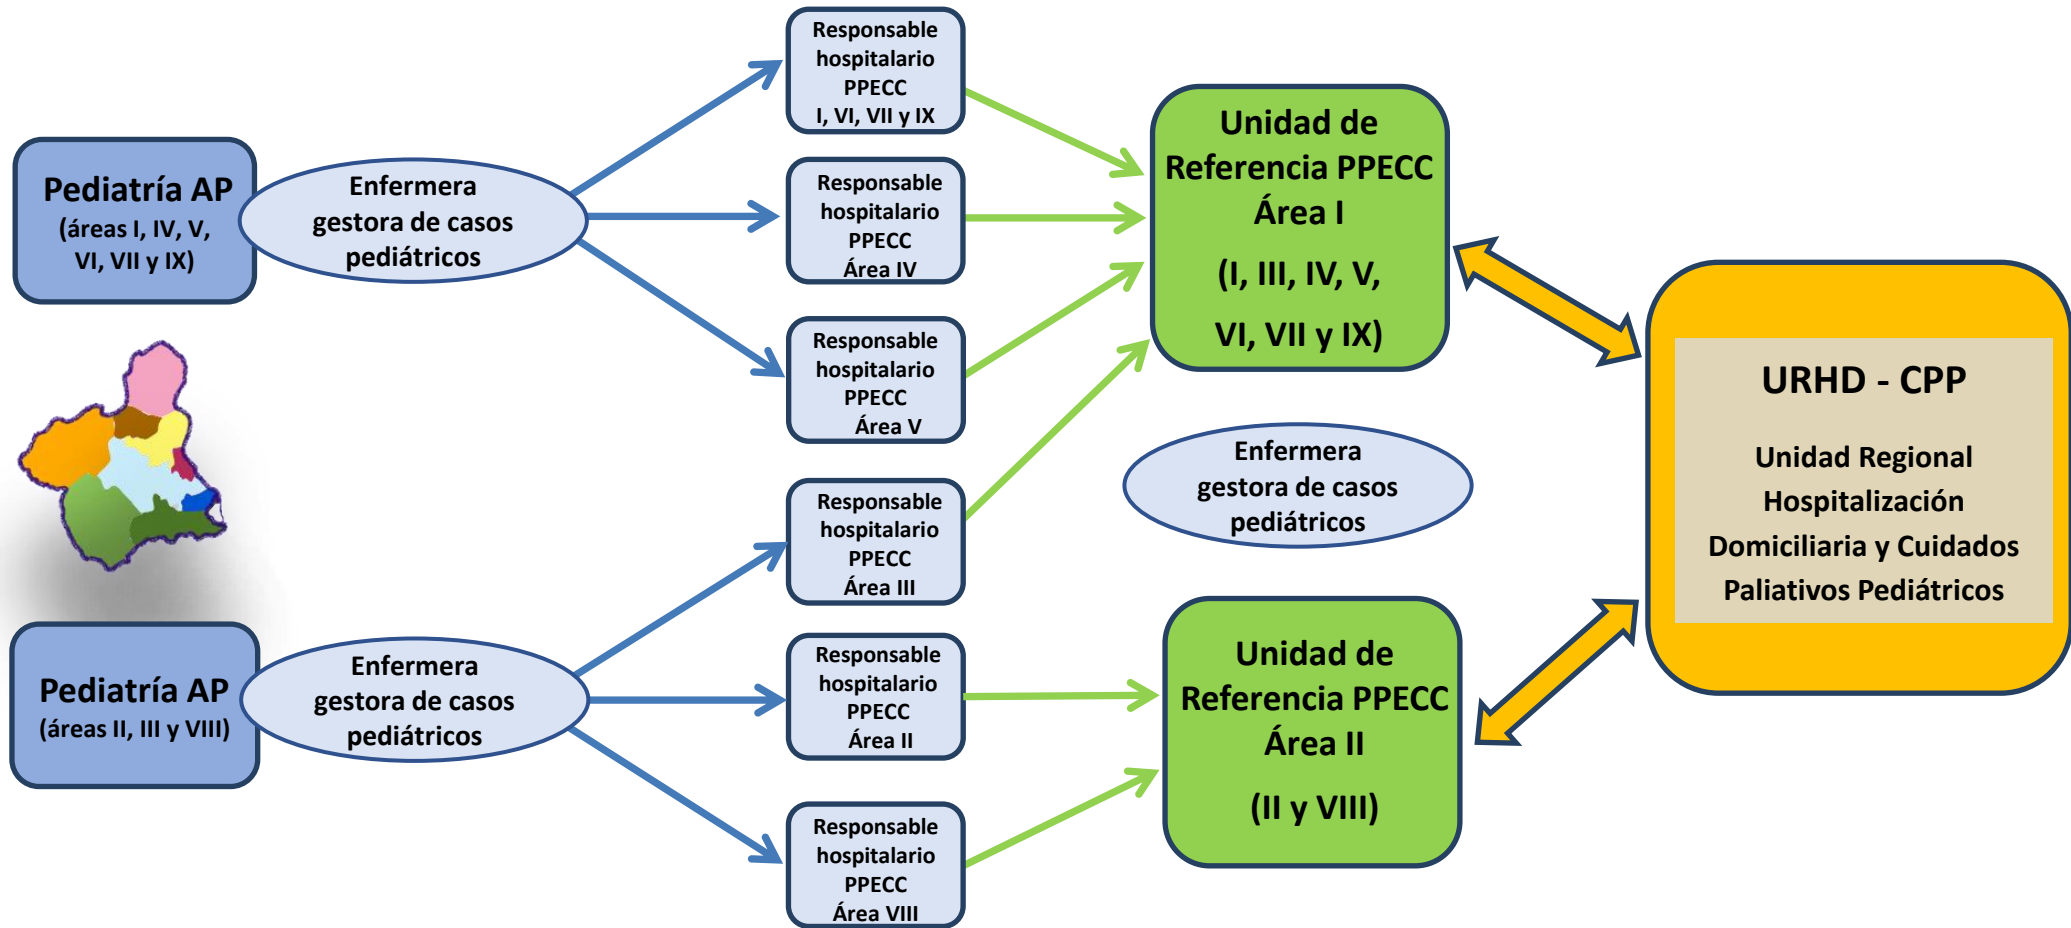 Pediatría AP
(áreas I, IV, V,
VI, VII y IX)
Enfermera
gestora de casos
pediátricos
Responsable
hospitalario
PPECC
I, VI, VII y IX
Responsable
hospitalario
PPECC
Área IV
Responsable
hospitalario
PPECC
Área V
Unidad de
Referencia PPECC
Área I
(I, III, IV, V,
VI, VII y IX)
Enfermera
gestora de casos
pediátricos
URHD - CPP
Unidad Regional
Hospitalización
Domiciliaria y Cuidados
Paliativos Pediátricos
Pediatría AP
(áreas II, III y VIII)
Enfermera
gestora de casos
pediátricos
Responsable
hospitalario
PPECC
Área III
Responsable
hospitalario
PPECC
Área II
Responsable
hospitalario
PPECC
Área VIII
Unidad de
Referencia PPECC
Área II
(II y VIII)